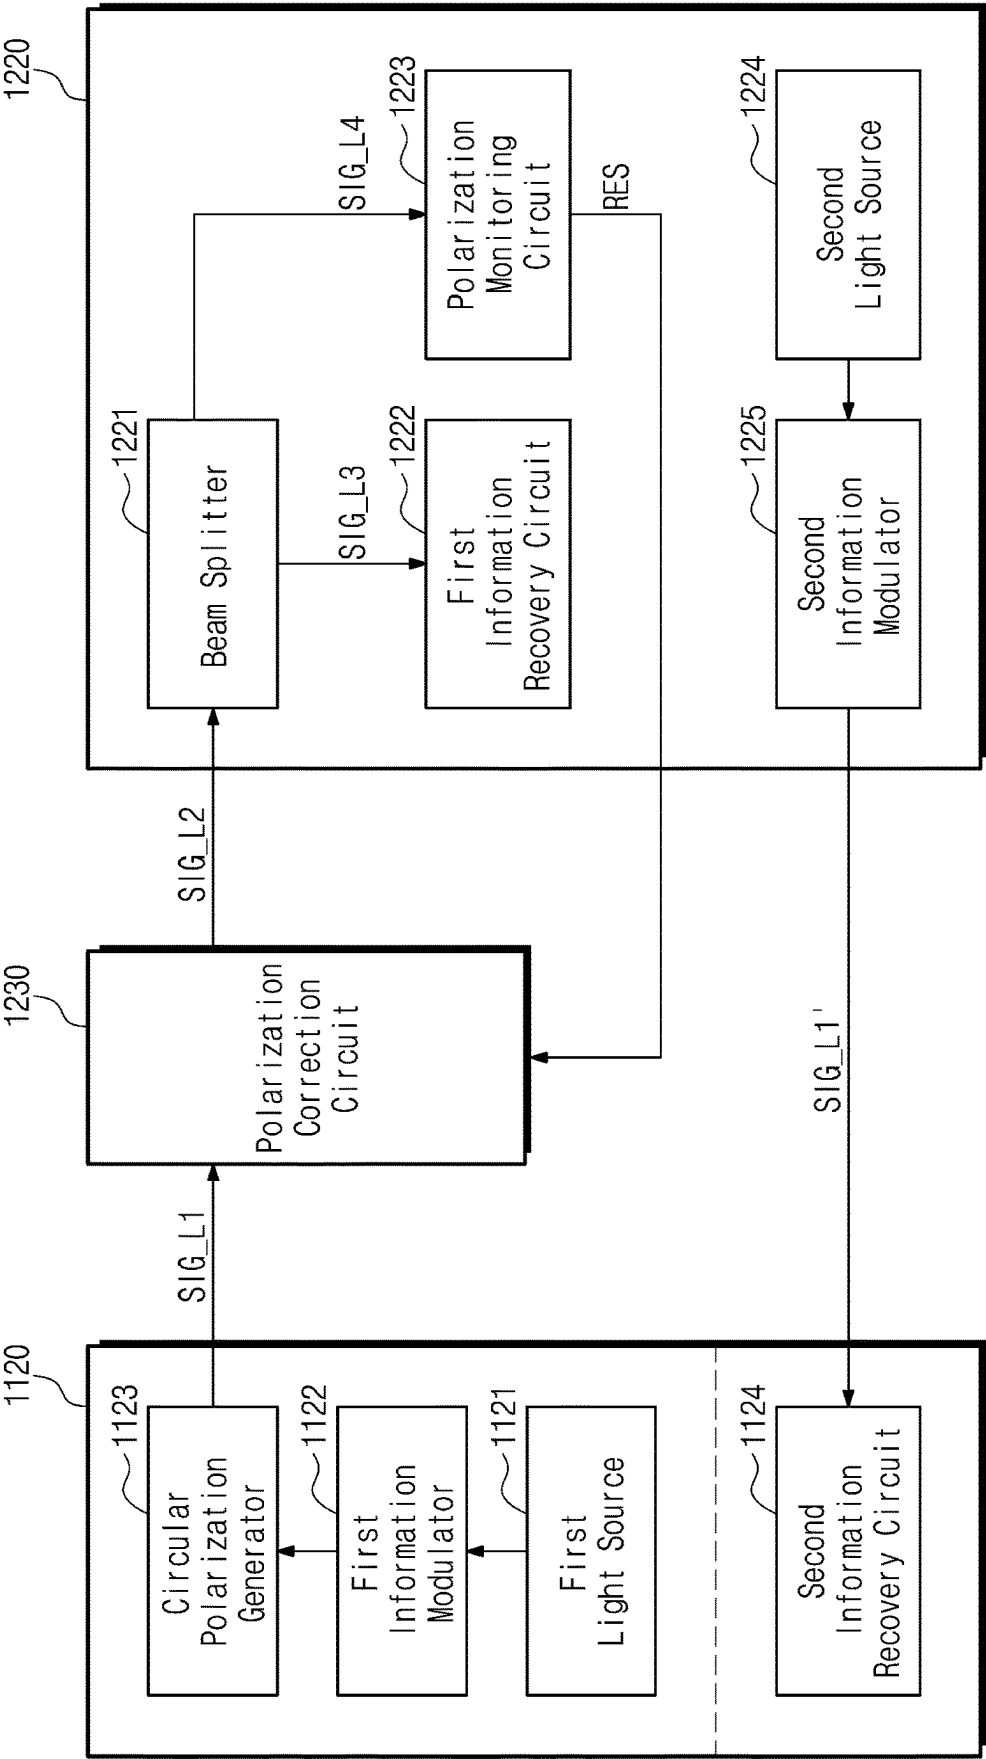 1120
1123
Circular
Polarization
Generator
1122
First
Information
Modulator
1121
First
Light Source
1124
Second
Information
Recovery Circuit
SIG_L1
1230
Polarization
Correction
Circuit
SIG_L2
SIG_L1'
1220
1221
Beam Splitter
SIG_L3
SIG_L4
1222
First
Information
Recovery Circuit
1223
Polarization
Monitoring
Circuit
RES
1225
Second
Information
Modulator
1224
Second
Light Source